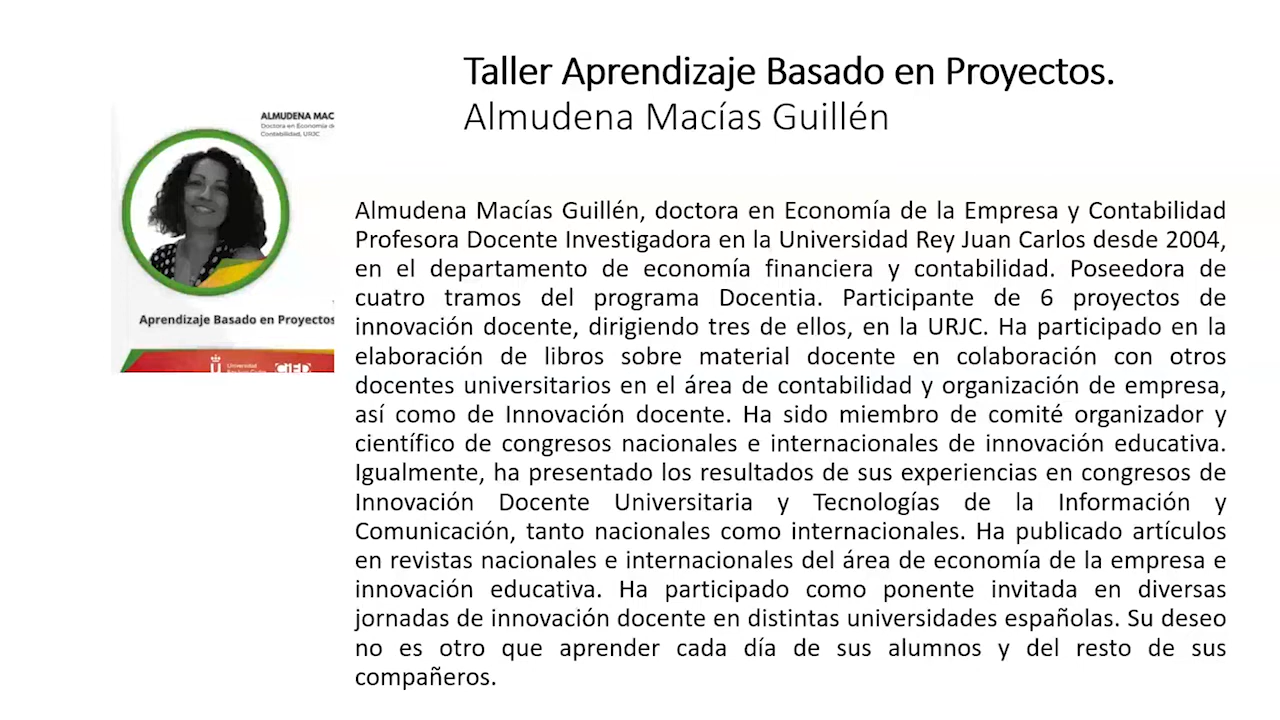 Taller Aprendizaje Basado en Proyectos.
Almudena Macías Guillén
ALMUDENA MAC
Doctora en Economía de
Contabilidad, URJC
Aprendizaje Basado en Proyectos
Universidad
CIED
Almudena Macías Guillén, doctora en Economía de la Empresa y Contabilidad
Profesora Docente Investigadora en la Universidad Rey Juan Carlos desde 2004,
en el departamento de economía financiera y contabilidad. Poseedora de
cuatro tramos del programa Docentia. Participante de 6 proyectos de
innovación docente, dirigiendo tres de ellos, en la URJC. Ha participado en la
elaboración de libros sobre material docente en colaboración con otros
docentes universitarios en el área de contabilidad y organización de empresa,
así como de Innovación docente. Ha sido miembro de comité organizador y
científico de congresos nacionales e internacionales de innovación educativa.
Igualmente, ha presentado los resultados de sus experiencias en congresos de
Innovación Docente Universitaria y Tecnologías de la Información y
Comunicación, tanto nacionales como internacionales. Ha publicado artículos
en revistas nacionales e internacionales del área de economía de la empresa e
innovación educativa. Ha participado como ponente invitada en diversas
jornadas de innovación docente en distintas universidades españolas. Su deseo
no es otro que aprender cada día de sus alumnos y del resto de sus
compañeros.